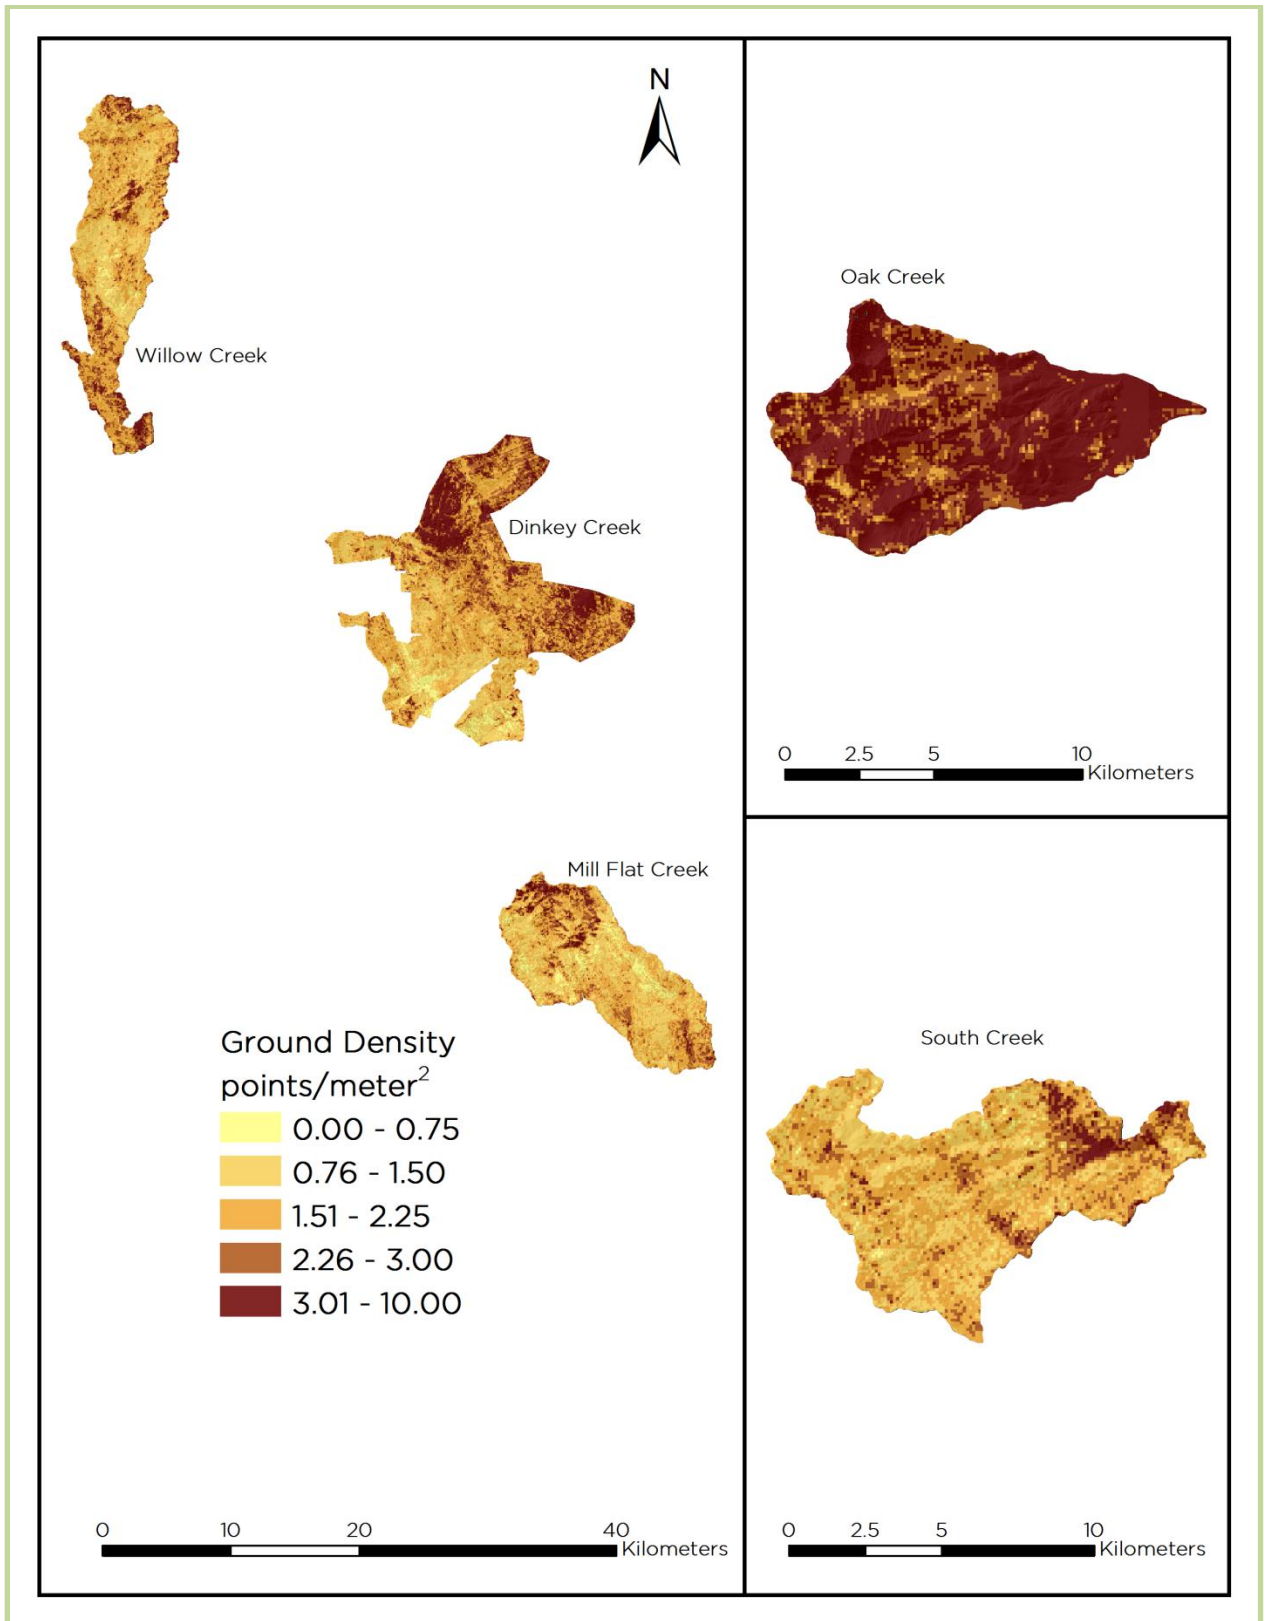 N
Willow Creek
Dinkey Creek
Mill Flat Creek
Ground Density
points/meter²
0.00 - 0.75
0.76 - 1.50
1.51 - 2.25
2.26 - 3.00
3.01 - 10.00
0 10 20 40
Kilometers
Oak Creek
0 2.5 5 10
Kilometers
South Creek
0 2.5 5 10
Kilometers